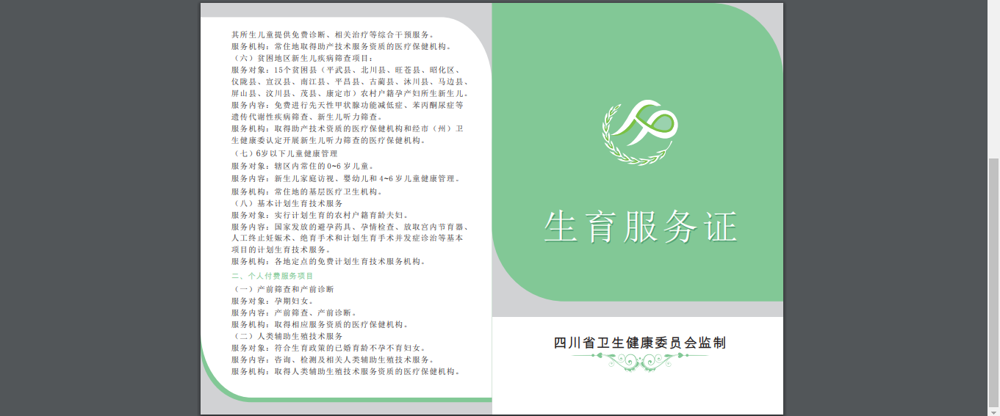 其所生儿童提供免费诊断、相关治疗等综合干预服务。
服务机构：常住地取得助产技术服务资质的医疗保健机构。
（六）贫困地区新生儿疾病筛查项目：
服务对象：15个贫困县（平武县、北川县、旺苍县、昭化区、
仪陇县、宣汉县、南江县、平昌县、古蔺县、沐川县、马边县、
屏山县、汶川县、茂县、康定市）农村户籍孕产妇所生新生儿。
服务内容：免费进行先天性甲状腺功能减低症、苯丙酮尿症等
遗传代谢性疾病筛查、新生儿听力筛查。
服务机构：取得助产技术资质的医疗保健机构和经市（州）卫
生健康委认定开展新生儿听力筛查的医疗保健机构。
（七）6岁以下儿童健康管理
服务对象：辖区内常住的0~6岁儿童。
服务内容：新生儿家庭访视、婴幼儿和4~6岁儿童健康管理。
服务机构：常住地的基层医疗卫生机构。
（八）基本计划生育技术服务
服务对象：实行计划生育的农村户籍育龄夫妇。
服务内容：国家发放的避孕药具、孕情检查、放取宫内节育器、
人工终止妊娠术、绝育手术和计划生育手术并发症诊治等基本
项目的计划生育技术服务。
服务机构：各地定点的免费计划生育技术服务机构。
二、个人付费服务项目
（一）产前筛查和产前诊断
服务对象：孕期妇女。
服务内容：产前筛查、产前诊断。
服务机构：取得相应服务资质的医疗保健机构。
（二）人类辅助生殖技术服务
服务对象：符合生育政策的已婚育龄不孕不育妇女。
服务内容：咨询、检测及相关人类辅助生殖技术服务。
服务机构：取得人类辅助生殖技术服务资质的医疗保健机构。
生育服务证
四川省卫生健康委员会监制